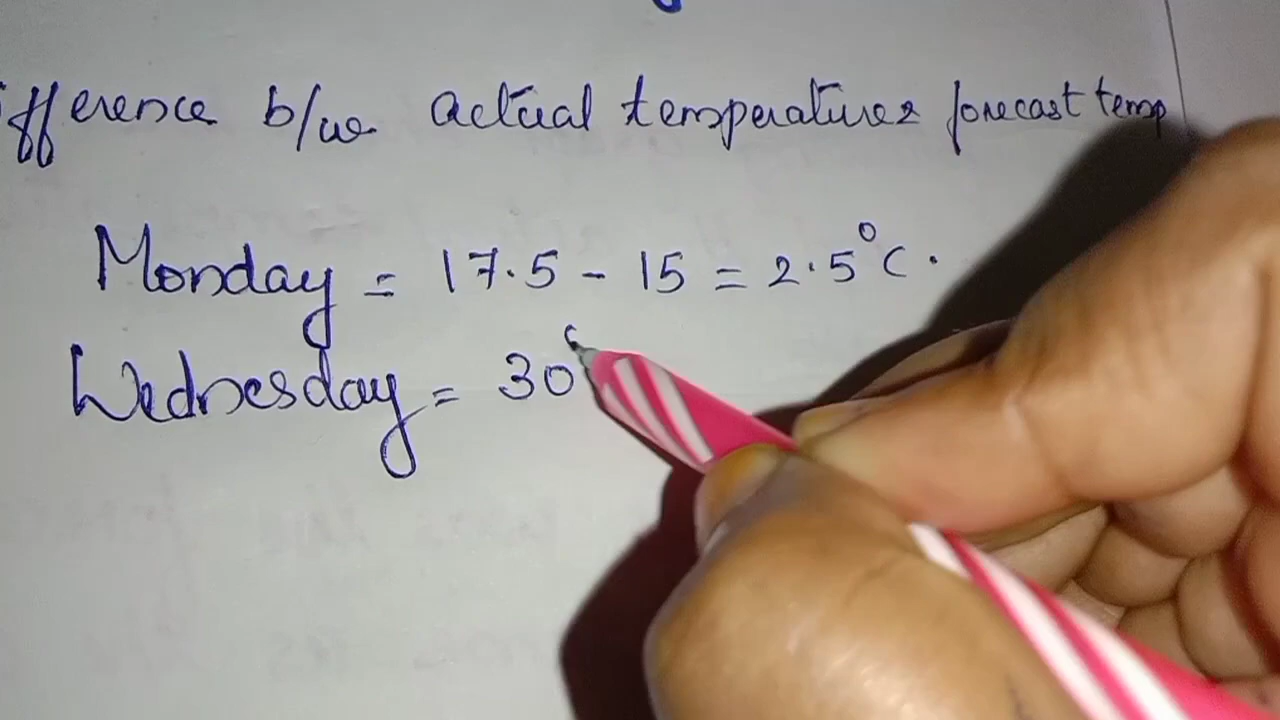 ifference b/w actual temperature & forecast temp
Monday = 17.5 - 15 = 2.5°C.
Wednesday = 30